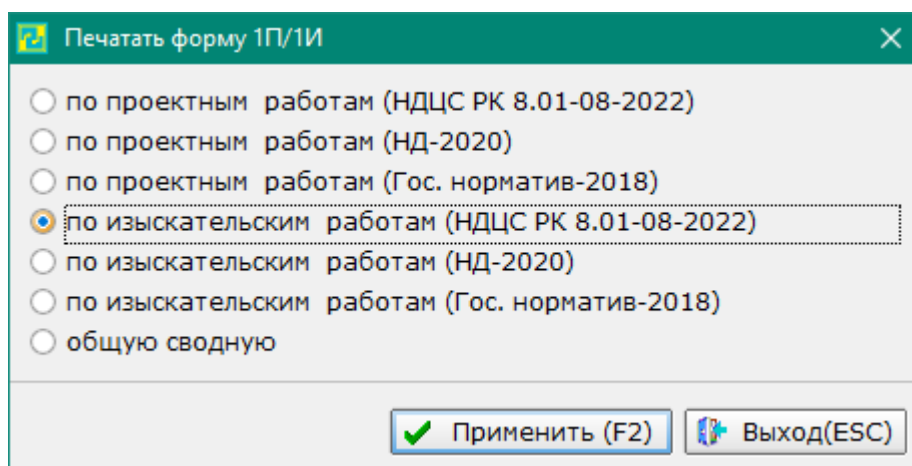 Печатать форму 1П/1И
по проектным работам (НДЦС РК 8.01-08-2022)
по проектным работам (НД-2020)
по проектным работам (Гос. норматив-2018)
по изыскательским работам (НДЦС РК 8.01-08-2022)
по изыскательским работам (НД-2020)
по изыскательским работам (Гос. норматив-2018)
общую сводную
Применить (F2) Выход(ESC)